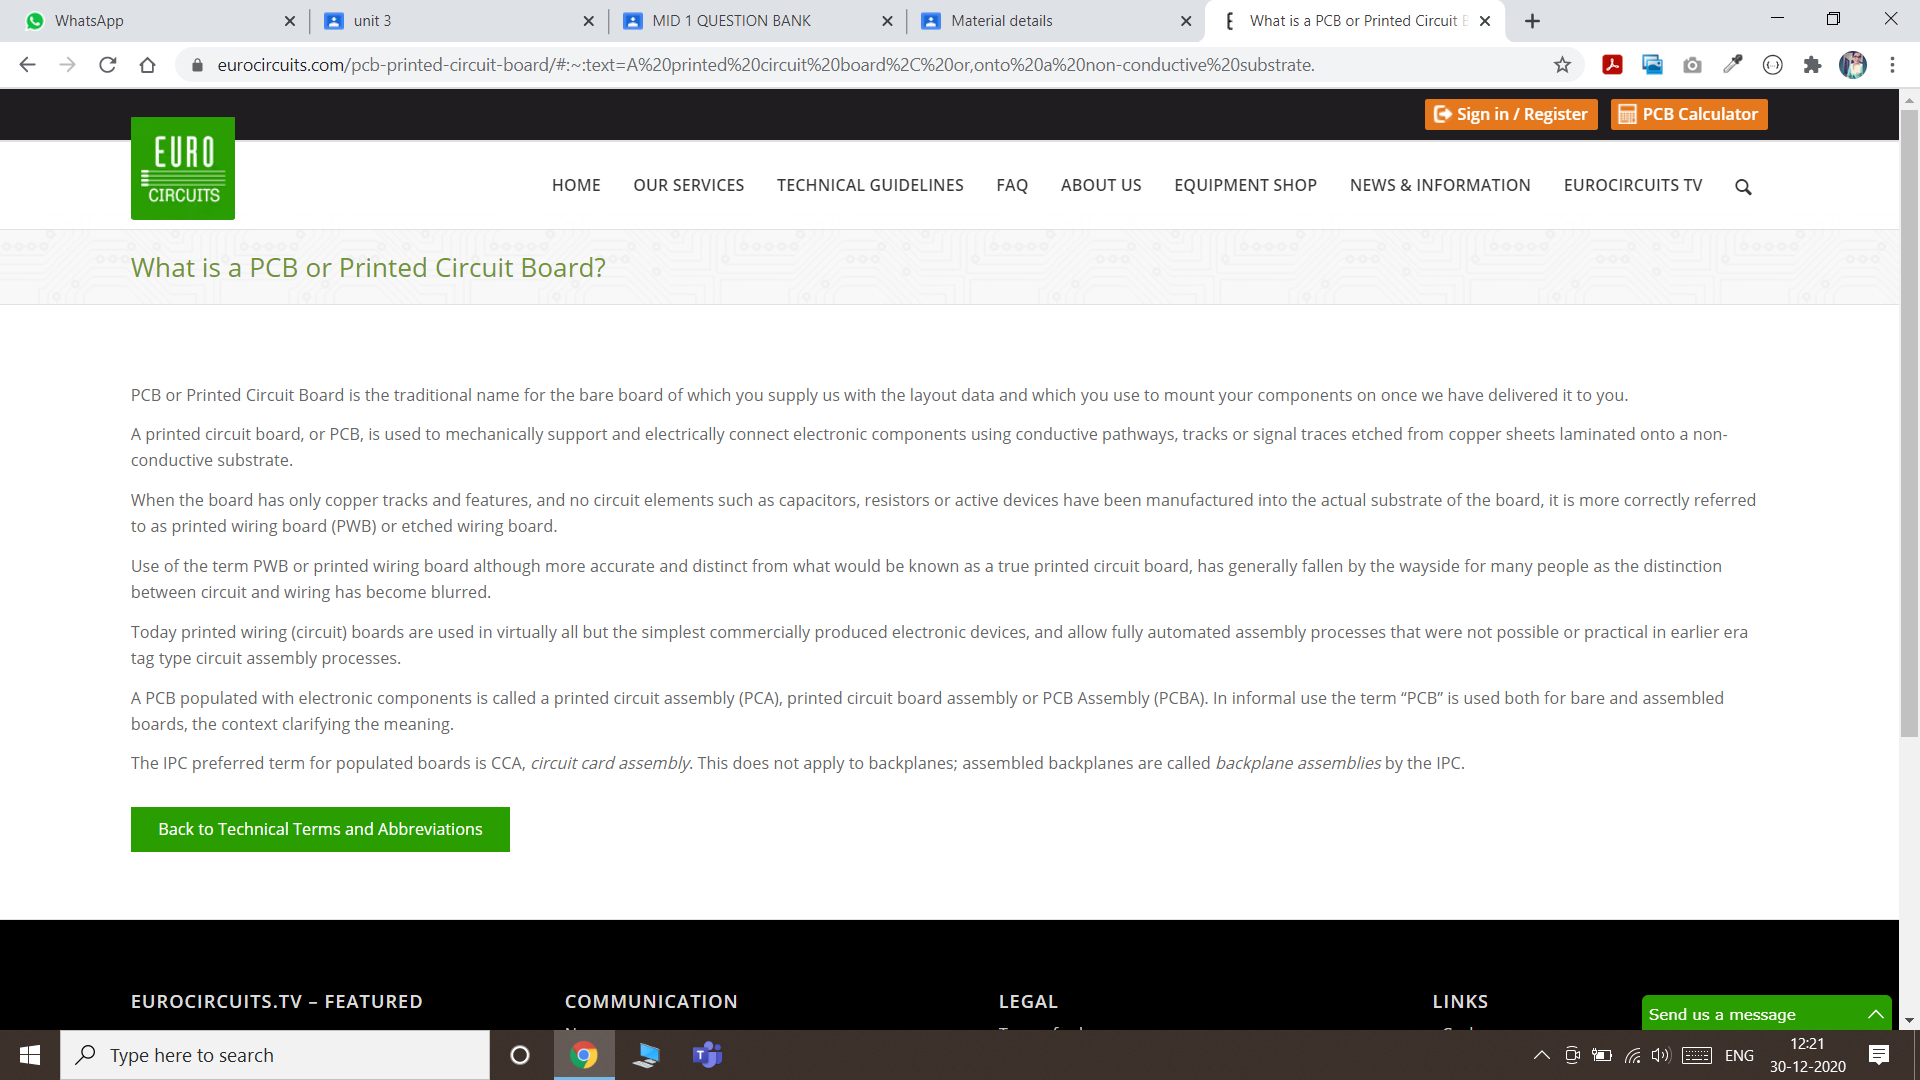 WhatsApp
unit 3
MID 1 QUESTION BANK
Material details
What is a PCB or Printed Circuit
eurocircuits.com/pcb-printed-circuit-board/#:~:text=A%20printed%20circuit%20board%2C%20or,onto%20a%20non-conductive%20substrate.
Sign in / Register
PCB Calculator
EURO
CIRCUITS
HOME
OUR SERVICES
TECHNICAL GUIDELINES
FAQ
ABOUT US
EQUIPMENT SHOP
NEWS & INFORMATION
EUROCIRCUITS TV
What is a PCB or Printed Circuit Board?
PCB or Printed Circuit Board is the traditional name for the bare board of which you supply us with the layout data and which you use to mount your components on once we have delivered it to you.
A printed circuit board, or PCB, is used to mechanically support and electrically connect electronic components using conductive pathways, tracks or signal traces etched from copper sheets laminated onto a non-
conductive substrate.
When the board has only copper tracks and features, and no circuit elements such as capacitors, resistors or active devices have been manufactured into the actual substrate of the board, it is more correctly referred
to as printed wiring board (PWB) or etched wiring board.
Use of the term PWB or printed wiring board although more accurate and distinct from what would be known as a true printed circuit board, has generally fallen by the wayside for many people as the distinction
between circuit and wiring has become blurred.
Today printed wiring (circuit) boards are used in virtually all but the simplest commercially produced electronic devices, and allow fully automated assembly processes that were not possible or practical in earlier era
tag type circuit assembly processes.
A PCB populated with electronic components is called a printed circuit assembly (PCA), printed circuit board assembly or PCB Assembly (PCBA). In informal use the term “PCB” is used both for bare and assembled
boards, the context clarifying the meaning.
The IPC preferred term for populated boards is CCA, circuit card assembly. This does not apply to backplanes; assembled backplanes are called backplane assemblies by the IPC.
Back to Technical Terms and Abbreviations
EUROCIRCUITS.TV – FEATURED
COMMUNICATION
LEGAL
LINKS
Send us a message
Type here to search
ENG
12:21
30-12-2020